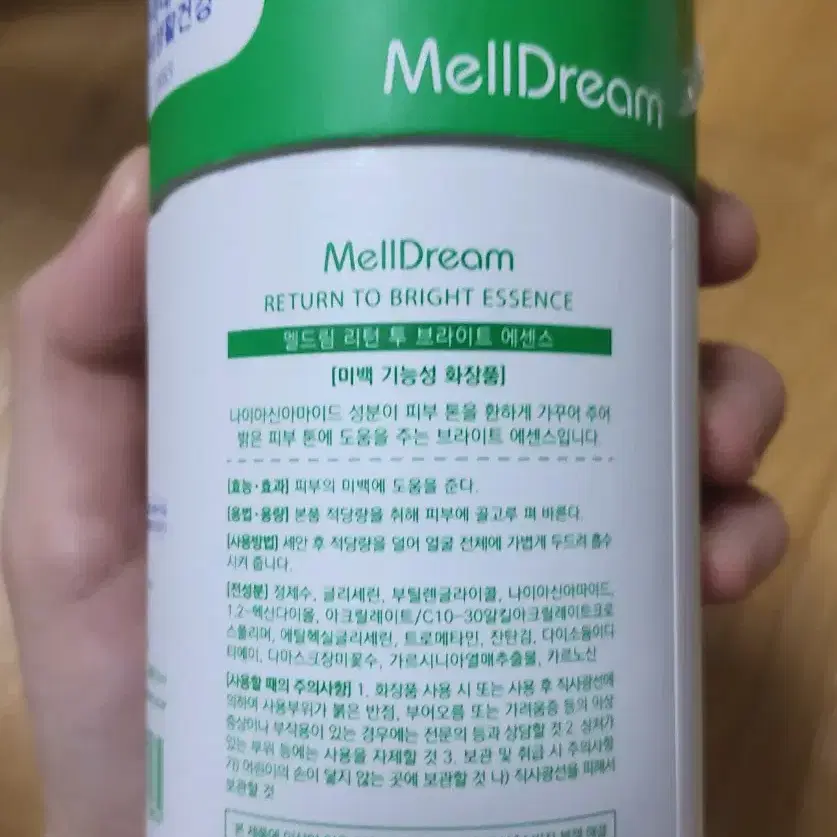 생활건강
MellDream
MellDream
RETURN TO BRIGHT ESSENCE
멜드림 리턴 투 브라이트 에센스
[미백 기능성 화장품]
나이아신아마이드 성분이 피부 톤을 환하게 가꾸어 주어
밝은 피부 톤에 도움을 주는 브라이트 에센스입니다.
[효능·효과] 피부의 미백에 도움을 준다.
[용법·용량] 본품 적당량을 취해 피부에 골고루 펴 바른다.
[사용방법] 세안 후 적당량을 덜어 얼굴 전체에 가볍게 두드려 흡수
시켜 줍니다.
[전성분] 정제수, 글리세린, 부틸렌글라이콜, 나이아신아마이드,
1,2-헥산다이올, 아크릴레이트/C10-30알킬아크릴레이트크로
스폴리머, 에틸헥실글리세린, 트로메타민, 잔탄검, 다이소듐이디
티에이, 다마스크장미꽃수, 가르시니아열매추출물, 카르노신
[사용할 때의 주의사항] 1. 화장품 사용 시 또는 사용 후 직사광선에
의하여 사용부위가 붉은 반점, 부어오름 또는 가려움증 등의 이상
증상이나 부작용이 있는 경우에는 전문의 등과 상담할 것 2. 상처가
있는 부위 등에는 사용을 자제할 것 3. 보관 및 취급 시 주의사항
가) 어린이의 손이 닿지 않는 곳에 보관할 것 나) 직사광선을 피해서
보관할 것
본 제품에